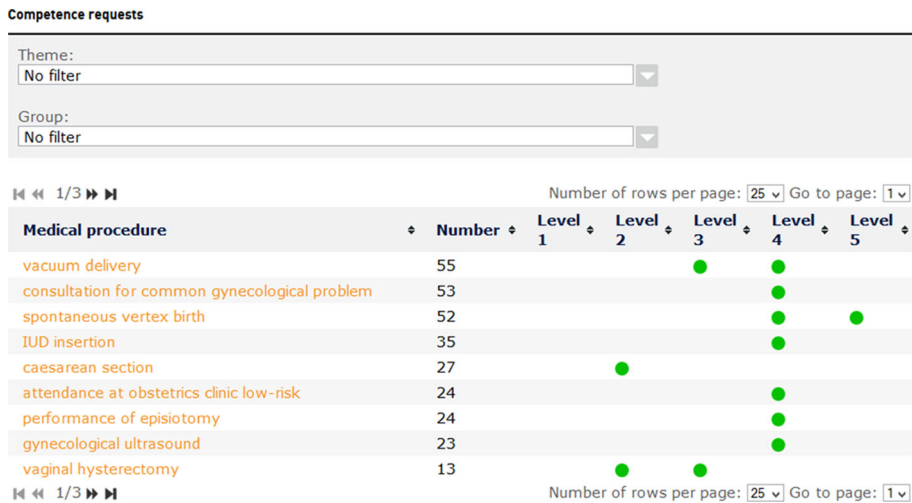 Competence requests
Theme:
No filter
Group:
No filter
1/3 Number of rows per page: 25 Go to page: 1
Medical procedure Number Level 1 Level 2 Level 3 Level 4 Level 5
vacuum delivery 55
consultation for common gynecological problem 53
spontaneous vertex birth 52
IUD insertion 35
caesarean section 27
attendance at obstetrics clinic low-risk 24
performance of episiotomy 24
gynecological ultrasound 23
vaginal hysterectomy 13
1/3 Number of rows per page: 25 Go to page: 1